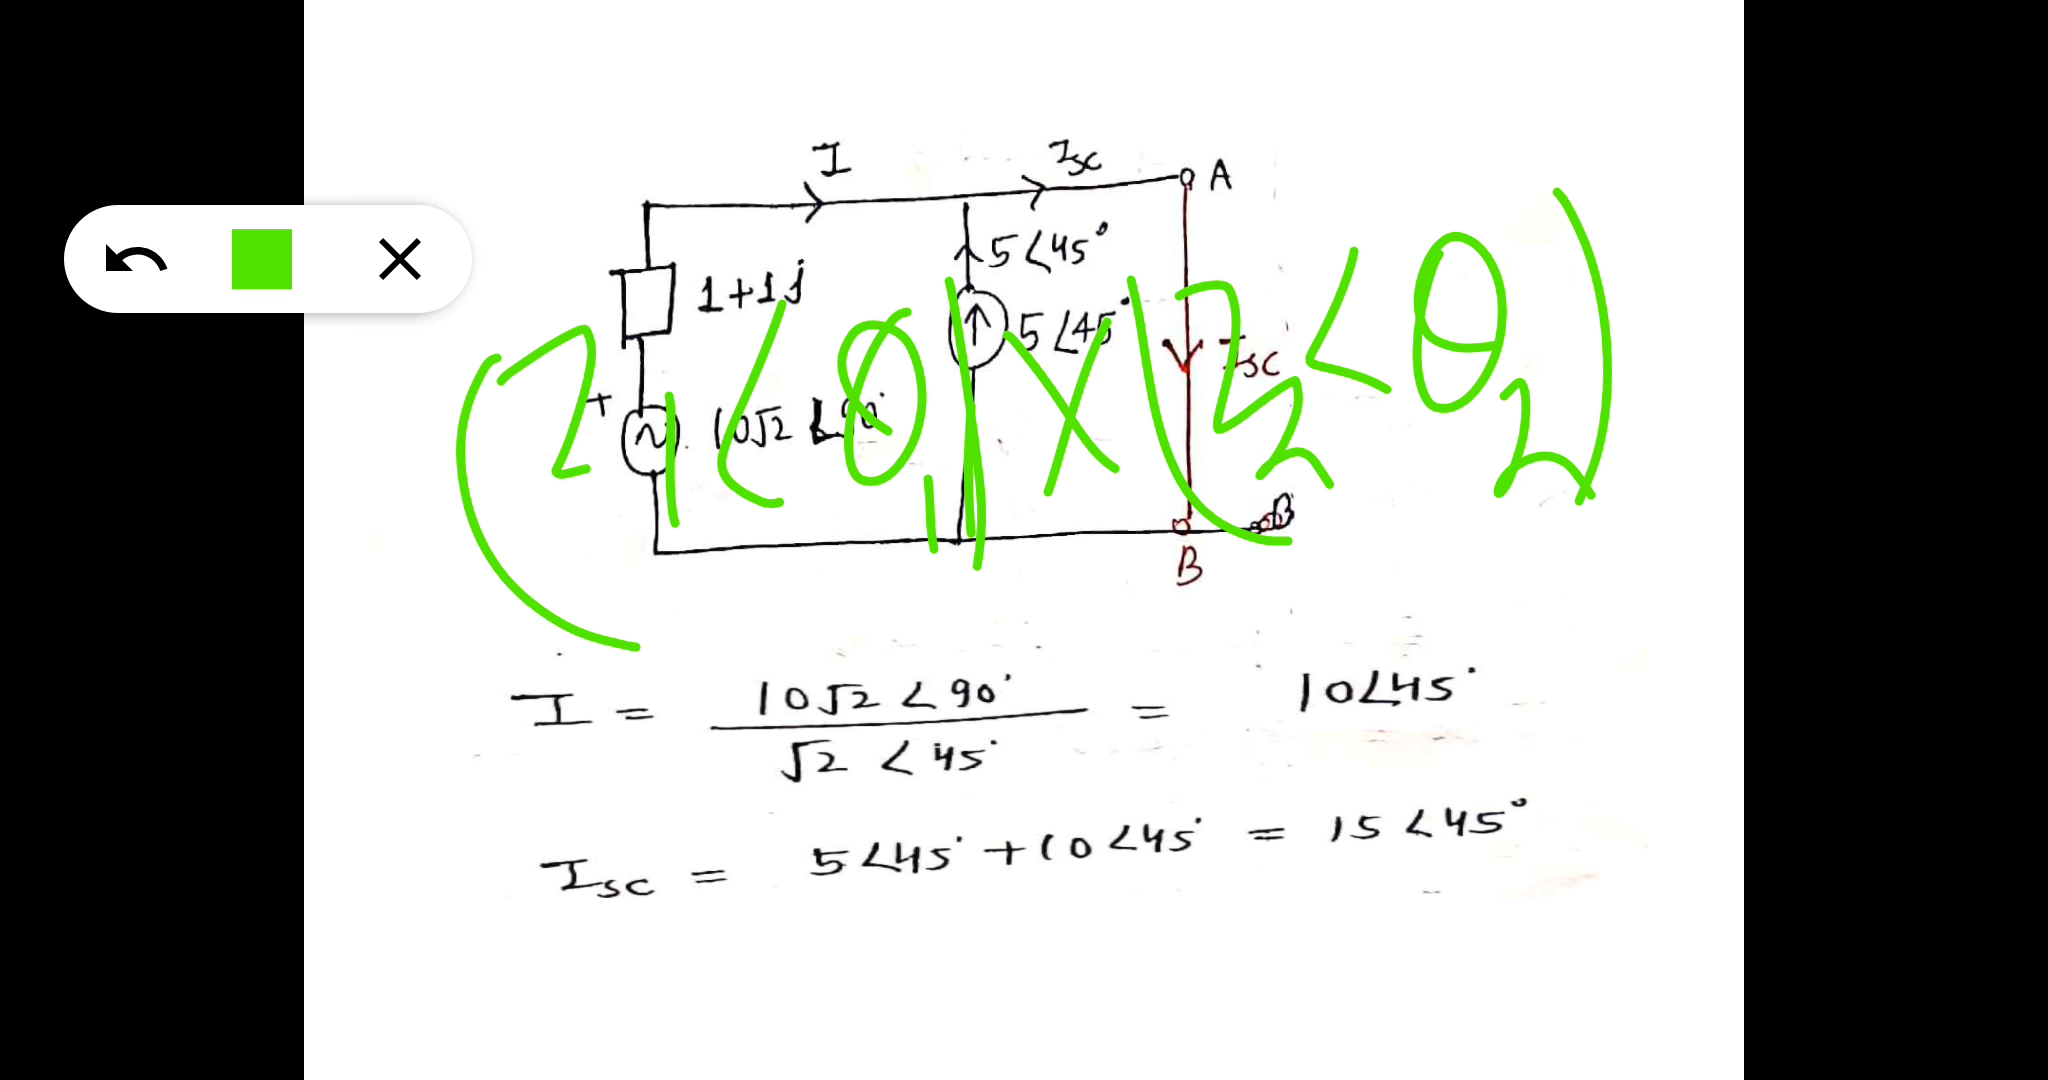 I
Isc
A
5∠45°
1+1j
5∠45°
Isc
+
10√2 ∠90°
(Z1<θ1)×(Z2<θ2)
B
B
I = 10√2 ∠90° / √2 ∠45° = 10∠45°
Isc = 5∠45° + 10∠45° = 15∠45°